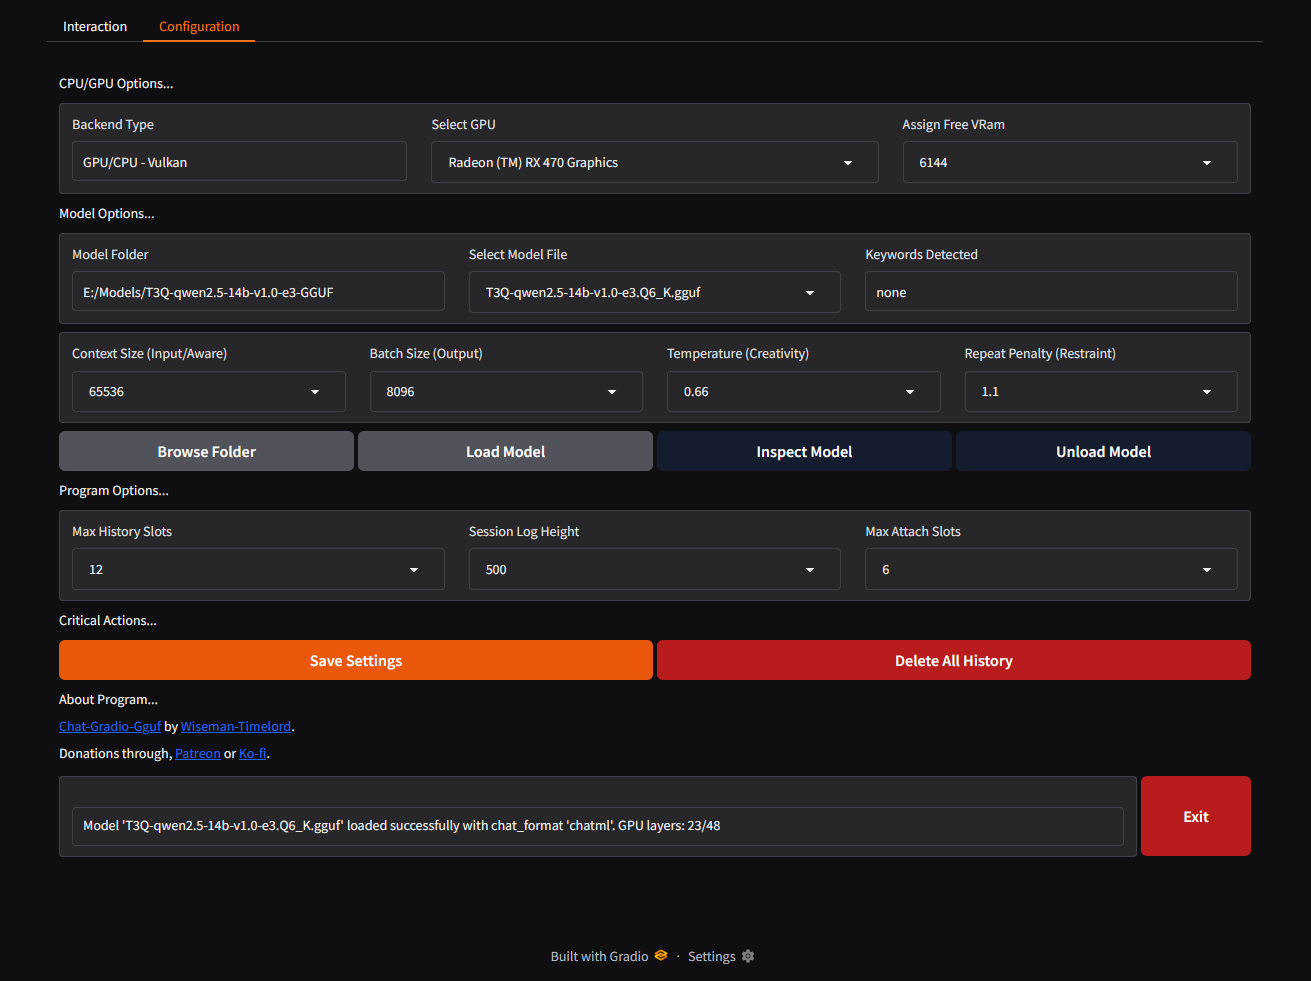 Interaction Configuration
CPU/GPU Options...
Backend Type Select GPU Assign Free VRam
GPU/CPU - Vulkan Radeon (TM) RX 470 Graphics 6144
Model Options...
Model Folder Select Model File Keywords Detected
E:/Models/T3Q-qwen2.5-14b-v1.0-e3-GGUF T3Q-qwen2.5-14b-v1.0-e3.Q6_K.gguf none
Context Size (Input/Aware) Batch Size (Output) Temperature (Creativity) Repeat Penalty (Restraint)
65536 8096 0.66 1.1
Browse Folder Load Model Inspect Model Unload Model
Program Options...
Max History Slots Session Log Height Max Attach Slots
12 500 6
Critical Actions...
Save Settings Delete All History
About Program...
Chat-Gradio-Gguf by Wiseman-Timelord.
Donations through, Patreon or Ko-fi.
Model 'T3Q-qwen2.5-14b-v1.0-e3.Q6_K.gguf' loaded successfully with chat_format 'chatml'. GPU layers: 23/48 Exit
Built with Gradio · Settings